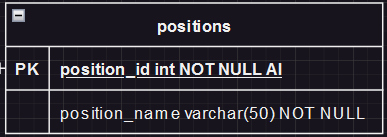 positions
PK position_id int NOT NULL AI
position_name varchar(50) NOT NULL